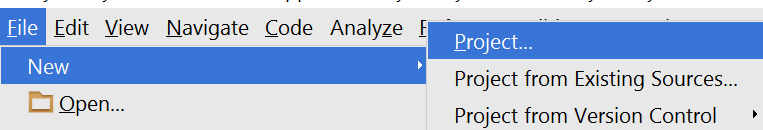 File Edit View Navigate Code Analyze
New
Open...
Project...
Project from Existing Sources...
Project from Version Control